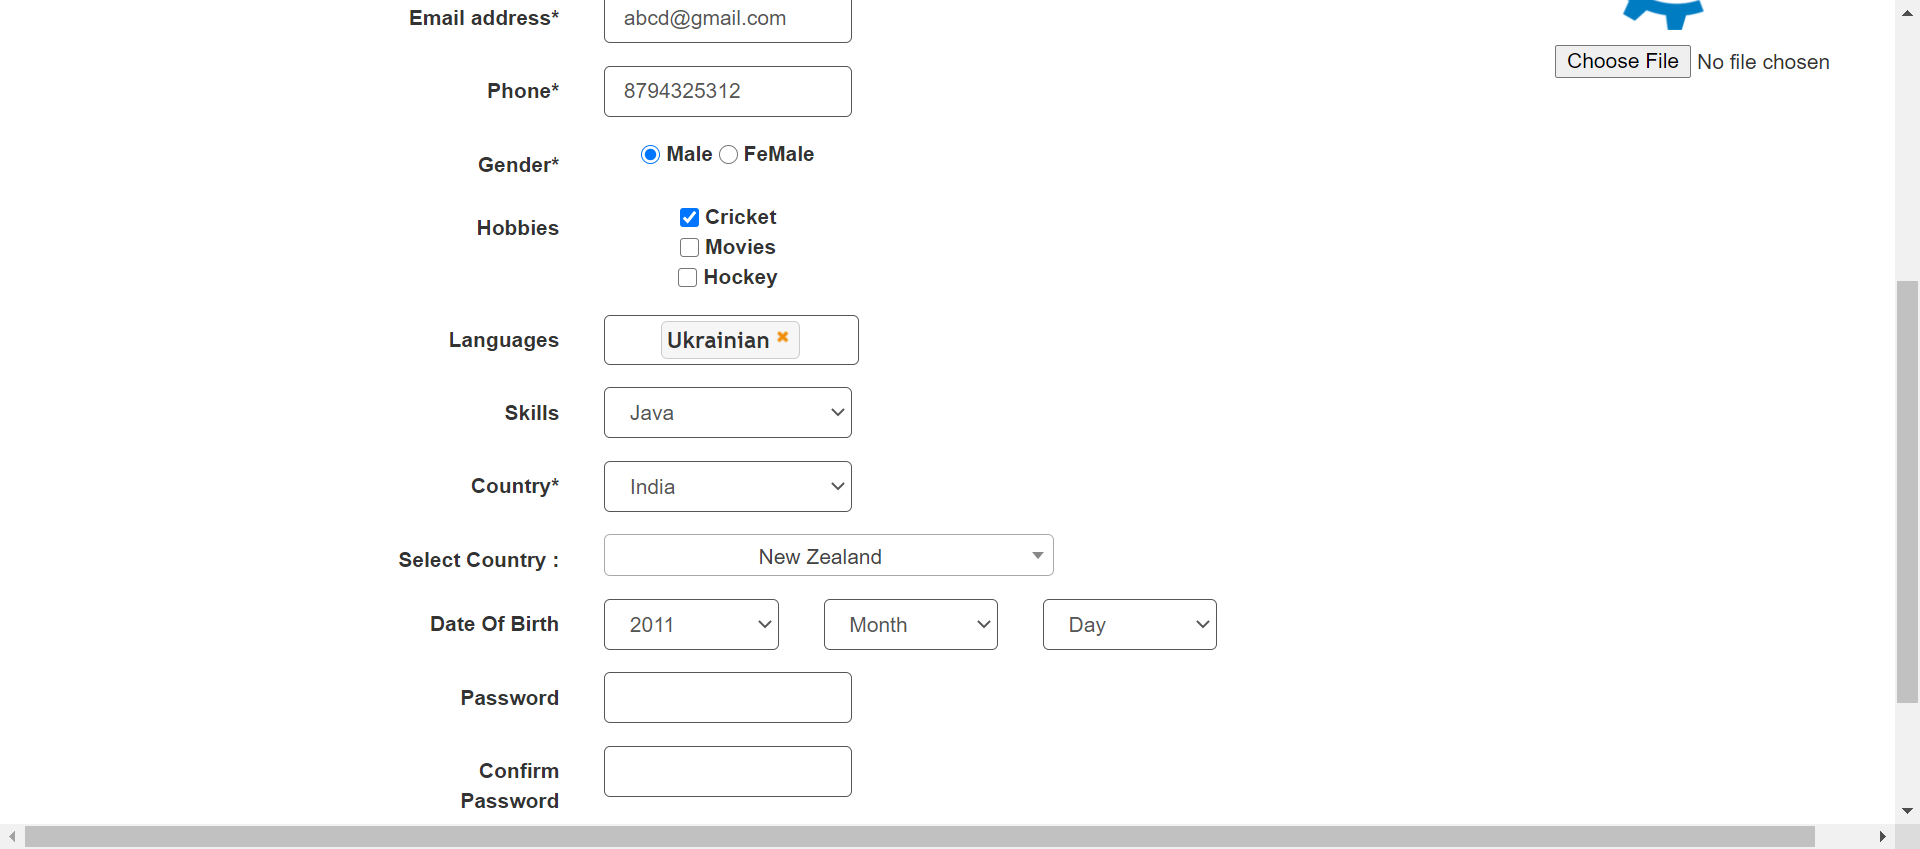 Email address* abcd@gmail.com
Choose File No file chosen
Phone* 8794325312
Gender* Male FeMale
Hobbies Cricket
Movies
Hockey
Languages Ukrainian
Skills Java
Country* India
Select Country : New Zealand
Date Of Birth 2011 Month Day
Password
Confirm
Password